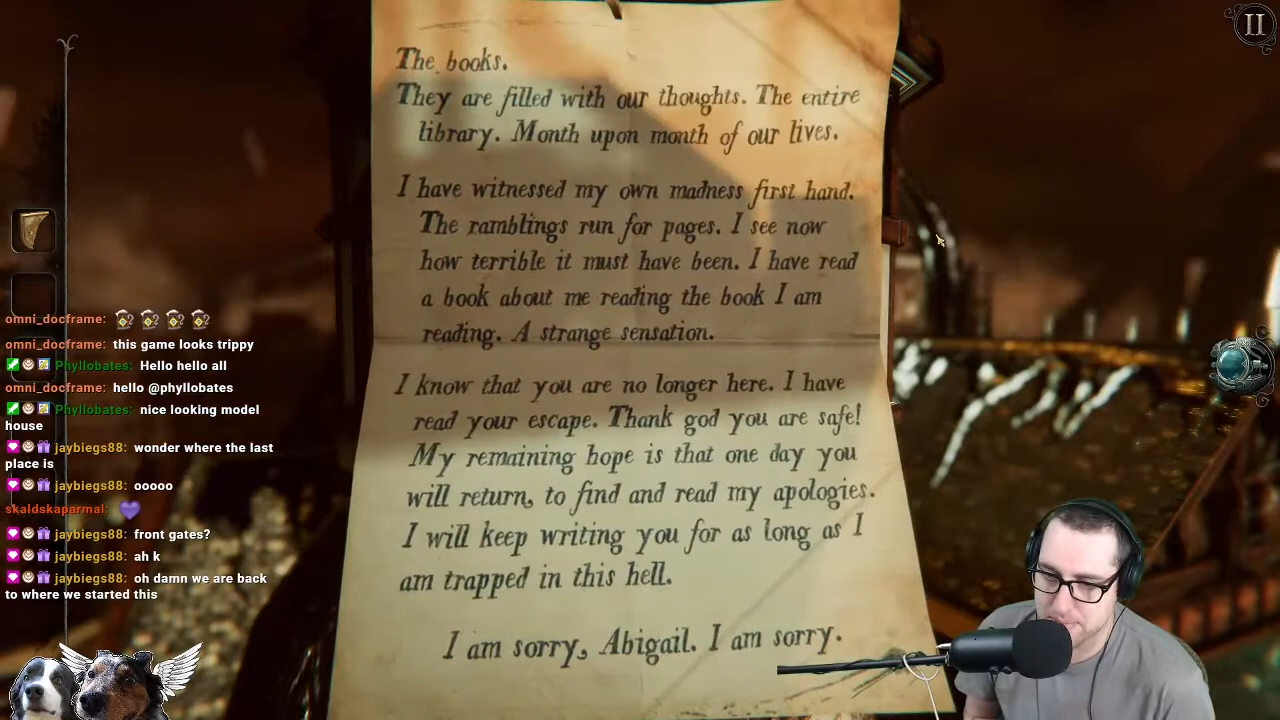 The books.
They are filled with our thoughts. The entire
library. Month upon month of our lives.
I have witnessed my own madness first hand.
The ramblings run for pages. I see now
how terrible it must have been. I have read
a book about me reading the book I am
reading. A strange sensation.
I know that you are no longer here. I have
read your escape. Thank god you are safe!
My remaining hope is that one day you
will return, to find and read my apologies.
I will keep writing you for as long as I
am trapped in this hell.
I am sorry, Abigail. I am sorry.
II
omni_docframe:
omni_docframe: this game looks trippy
Phyllobates: Hello hello all
omni_docframe: hello @phyllobates
Phyllobates: nice looking model
house
jaybiegs88: wonder where the last
place is
jaybiegs88: ooooo
skaldskaparmal:
jaybiegs88: front gates?
jaybiegs88: ah k
jaybiegs88: oh damn we are back
to where we started this